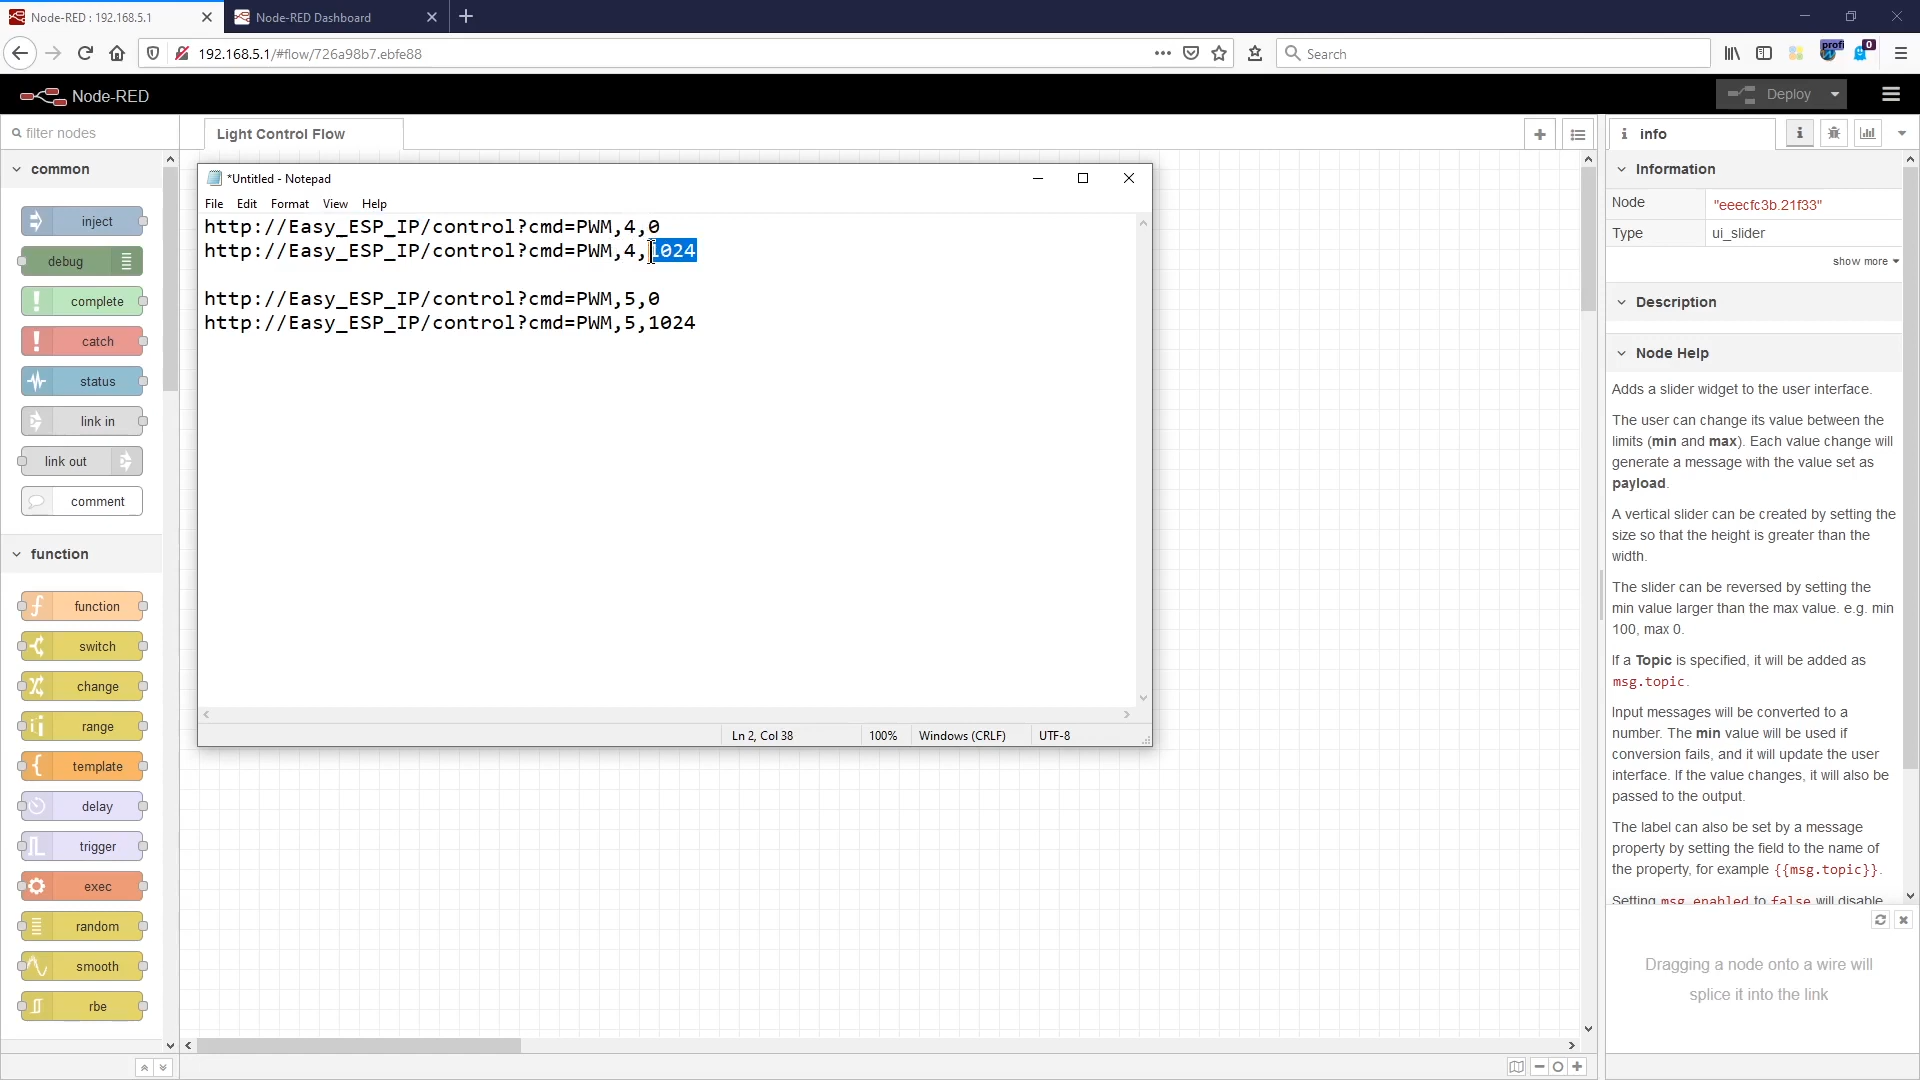 Node-RED : 192.168.5.1
Node-RED Dashboard
192.168.5.1/#flow/726a98b7.ebfe88
Search
profi
0
Node-RED
Deploy
filter nodes
Light Control Flow
info
common
inject
debug
complete
catch
status
link in
link out
comment
function
function
switch
change
range
template
delay
trigger
exec
random
smooth
rbe
*Untitled - Notepad
File Edit Format View Help
http://Easy_ESP_IP/control?cmd=PWM,4,0
http://Easy_ESP_IP/control?cmd=PWM,4,1024
http://Easy_ESP_IP/control?cmd=PWM,5,0
http://Easy_ESP_IP/control?cmd=PWM,5,1024
Ln 2, Col 38 100% Windows (CRLF) UTF-8
Information
Node "eeecfc3b.21f33"
Type ui_slider
show more
Description
Node Help
Adds a slider widget to the user interface.
The user can change its value between the
limits (min and max). Each value change will
generate a message with the value set as
payload.
A vertical slider can be created by setting the
size so that the height is greater than the
width.
The slider can be reversed by setting the
min value larger than the max value. e.g. min
100, max 0.
If a Topic is specified, it will be added as
msg.topic.
Input messages will be converted to a
number. The min value will be used if
conversion fails, and it will update the user
interface. If the value changes, it will also be
passed to the output.
The label can also be set by a message
property by setting the field to the name of
the property, for example {{msg.topic}}.
Setting msg.enabled to false will disable
Dragging a node onto a wire will
splice it into the link